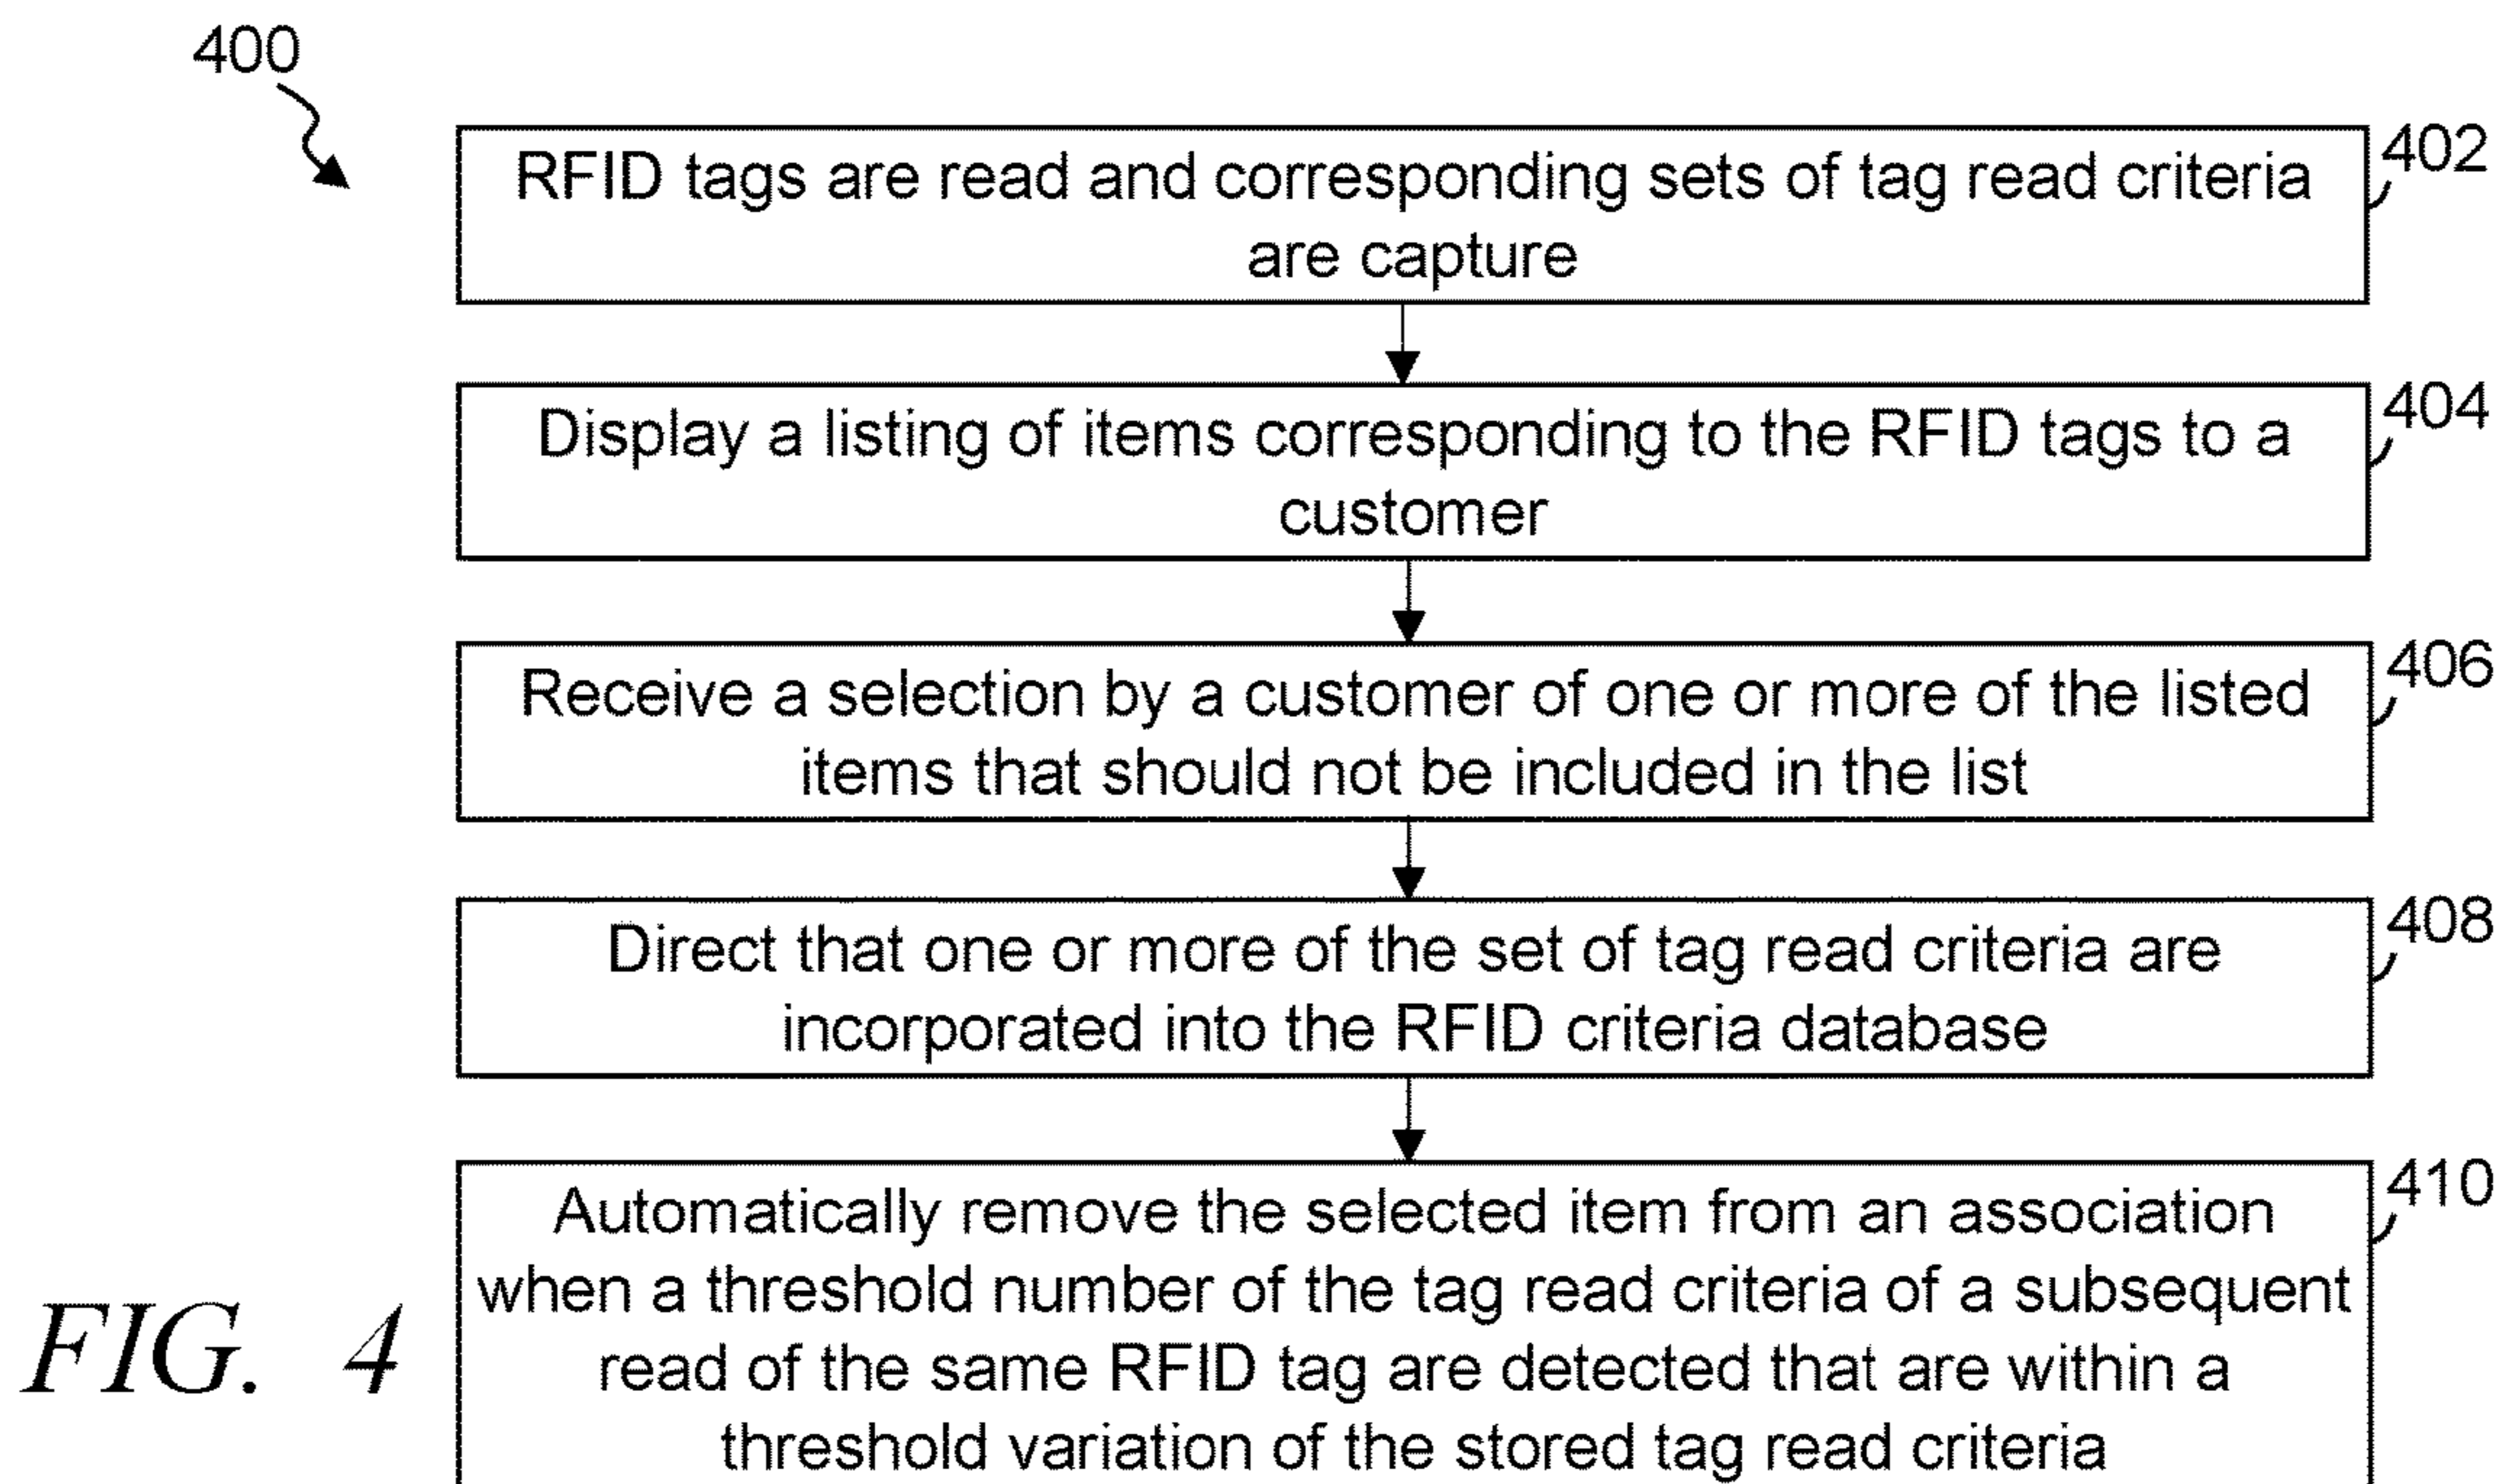 400
RFID tags are read and corresponding sets of tag read criteria
are capture
402
Display a listing of items corresponding to the RFID tags to a
customer
404
Receive a selection by a customer of one or more of the listed
items that should not be included in the list
406
Direct that one or more of the set of tag read criteria are
incorporated into the RFID criteria database
408
Automatically remove the selected item from an association
when a threshold number of the tag read criteria of a subsequent
read of the same RFID tag are detected that are within a
threshold variation of the stored tag read criteria
410
FIG. 4